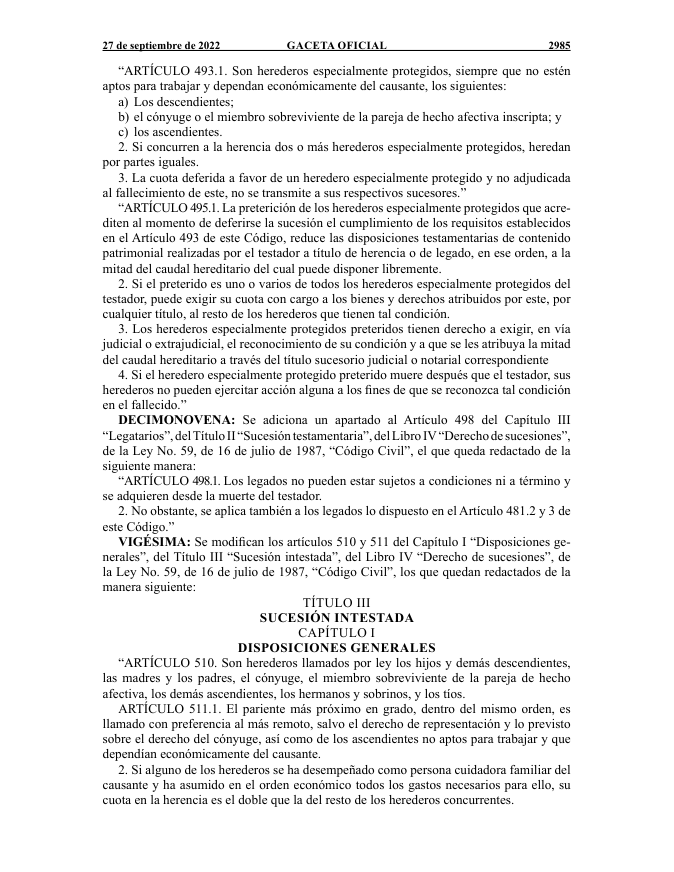 27 de septiembre de 2022 GACETA OFICIAL 2985
“ARTÍCULO 493.1. Son herederos especialmente protegidos, siempre que no estén
aptos para trabajar y dependan económicamente del causante, los siguientes:
a) Los descendientes;
b) el cónyuge o el miembro sobreviviente de la pareja de hecho afectiva inscripta; y
c) los ascendientes.
2. Si concurren a la herencia dos o más herederos especialmente protegidos, heredan
por partes iguales.
3. La cuota deferida a favor de un heredero especialmente protegido y no adjudicada
al fallecimiento de este, no se transmite a sus respectivos sucesores.”
“ARTÍCULO 495.1. La preterición de los herederos especialmente protegidos que acre-
diten al momento de deferirse la sucesión el cumplimiento de los requisitos establecidos
en el Artículo 493 de este Código, reduce las disposiciones testamentarias de contenido
patrimonial realizadas por el testador a título de herencia o de legado, en ese orden, a la
mitad del caudal hereditario del cual puede disponer libremente.
2. Si el preterido es uno o varios de todos los herederos especialmente protegidos del
testador, puede exigir su cuota con cargo a los bienes y derechos atribuidos por este, por
cualquier título, al resto de los herederos que tienen tal condición.
3. Los herederos especialmente protegidos preteridos tienen derecho a exigir, en vía
judicial o extrajudicial, el reconocimiento de su condición y a que se les atribuya la mitad
del caudal hereditario a través del título sucesorio judicial o notarial correspondiente
4. Si el heredero especialmente protegido preterido muere después que el testador, sus
herederos no pueden ejercitar acción alguna a los fines de que se reconozca tal condición
en el fallecido.”
DECIMONOVENA: Se adiciona un apartado al Artículo 498 del Capítulo III
“Legatarios”, del Título II “Sucesión testamentaria”, del Libro IV “Derecho de sucesiones”,
de la Ley No. 59, de 16 de julio de 1987, “Código Civil”, el que queda redactado de la
siguiente manera:
“ARTÍCULO 498.1. Los legados no pueden estar sujetos a condiciones ni a término y
se adquieren desde la muerte del testador.
2. No obstante, se aplica también a los legados lo dispuesto en el Artículo 481.2 y 3 de
este Código.”
VIGÉSIMA: Se modifican los artículos 510 y 511 del Capítulo I “Disposiciones ge-
nerales”, del Título III “Sucesión intestada”, del Libro IV “Derecho de sucesiones”, de
la Ley No. 59, de 16 de julio de 1987, “Código Civil”, los que quedan redactados de la
manera siguiente:
TÍTULO III
SUCESIÓN INTESTADA
CAPÍTULO I
DISPOSICIONES GENERALES
“ARTÍCULO 510. Son herederos llamados por ley los hijos y demás descendientes,
las madres y los padres, el cónyuge, el miembro sobreviviente de la pareja de hecho
afectiva, los demás ascendientes, los hermanos y sobrinos, y los tíos.
ARTÍCULO 511.1. El pariente más próximo en grado, dentro del mismo orden, es
llamado con preferencia al más remoto, salvo el derecho de representación y lo previsto
sobre el derecho del cónyuge, así como de los ascendientes no aptos para trabajar y que
dependían económicamente del causante.
2. Si alguno de los herederos se ha desempeñado como persona cuidadora familiar del
causante y ha asumido en el orden económico todos los gastos necesarios para ello, su
cuota en la herencia es el doble que la del resto de los herederos concurrentes.